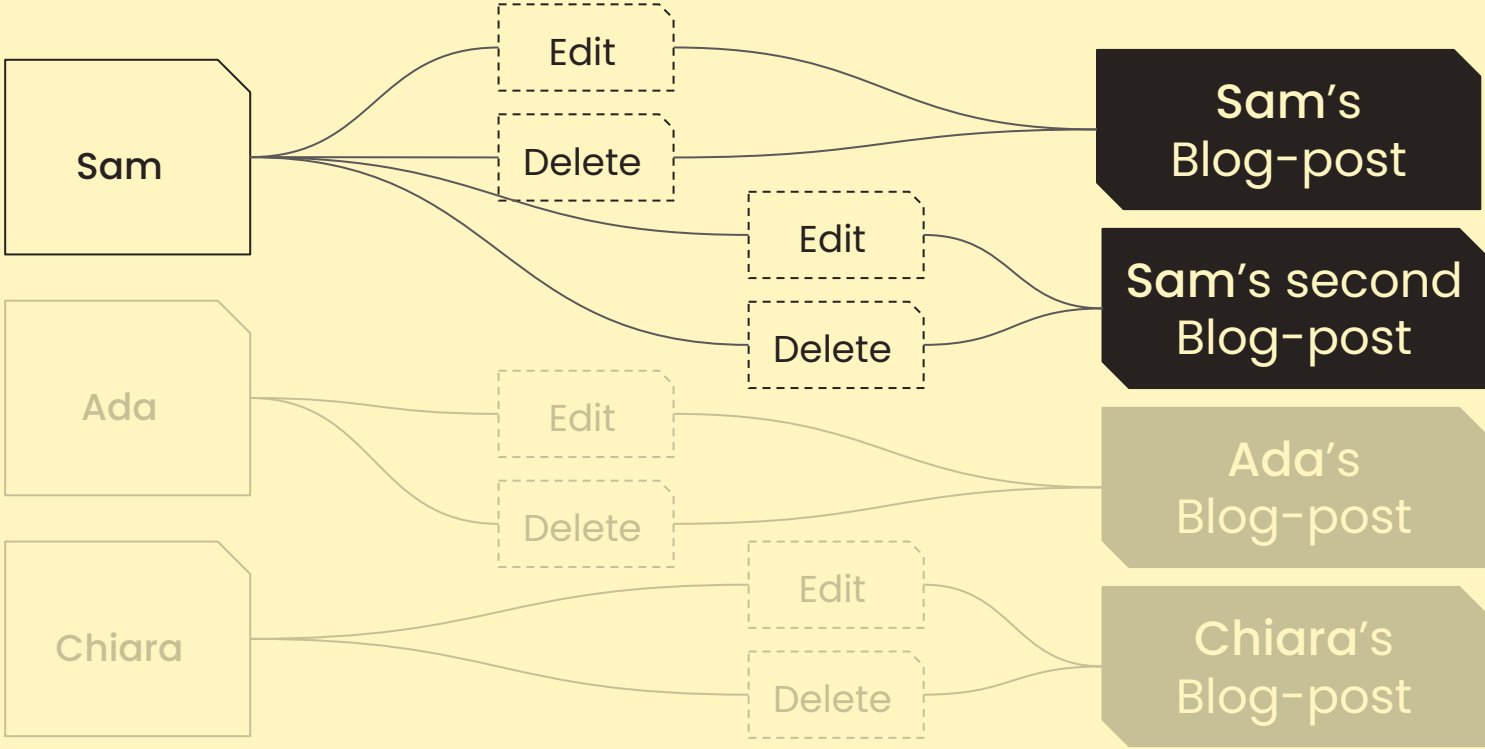 Sam
Edit
Delete
Sam's
Blog-post
Edit
Delete
Sam's second
Blog-post
Ada
Edit
Delete
Ada's
Blog-post
Chiara
Edit
Delete
Chiara's
Blog-post